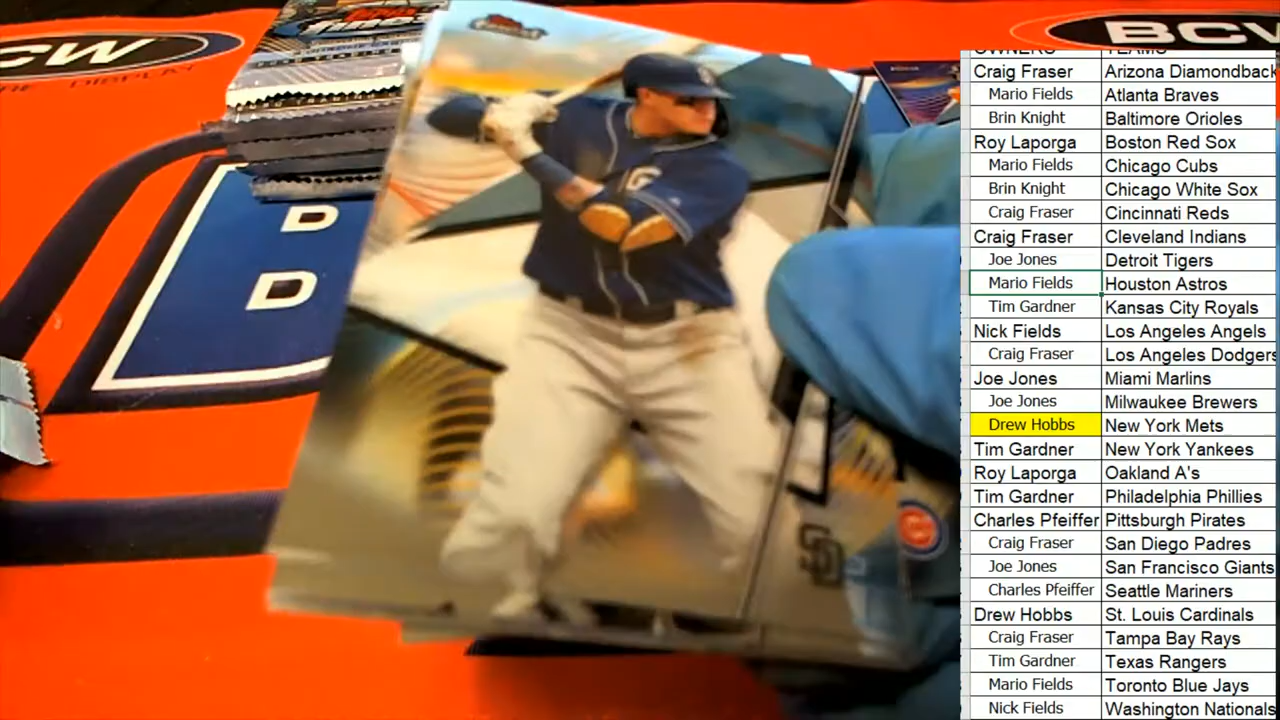 BCW
DISPLAY
D
D
topps
finest
SD
BCW
OWNERS TEAMS
Craig Fraser Arizona Diamondback
Mario Fields Atlanta Braves
Brin Knight Baltimore Orioles
Roy Laporga Boston Red Sox
Mario Fields Chicago Cubs
Brin Knight Chicago White Sox
Craig Fraser Cincinnati Reds
Craig Fraser Cleveland Indians
Joe Jones Detroit Tigers
Mario Fields Houston Astros
Tim Gardner Kansas City Royals
Nick Fields Los Angeles Angels
Craig Fraser Los Angeles Dodgers
Joe Jones Miami Marlins
Joe Jones Milwaukee Brewers
Drew Hobbs New York Mets
Tim Gardner New York Yankees
Roy Laporga Oakland A's
Tim Gardner Philadelphia Phillies
Charles Pfeiffer Pittsburgh Pirates
Craig Fraser San Diego Padres
Joe Jones San Francisco Giants
Charles Pfeiffer Seattle Mariners
Drew Hobbs St. Louis Cardinals
Craig Fraser Tampa Bay Rays
Tim Gardner Texas Rangers
Mario Fields Toronto Blue Jays
Nick Fields Washington Nationals